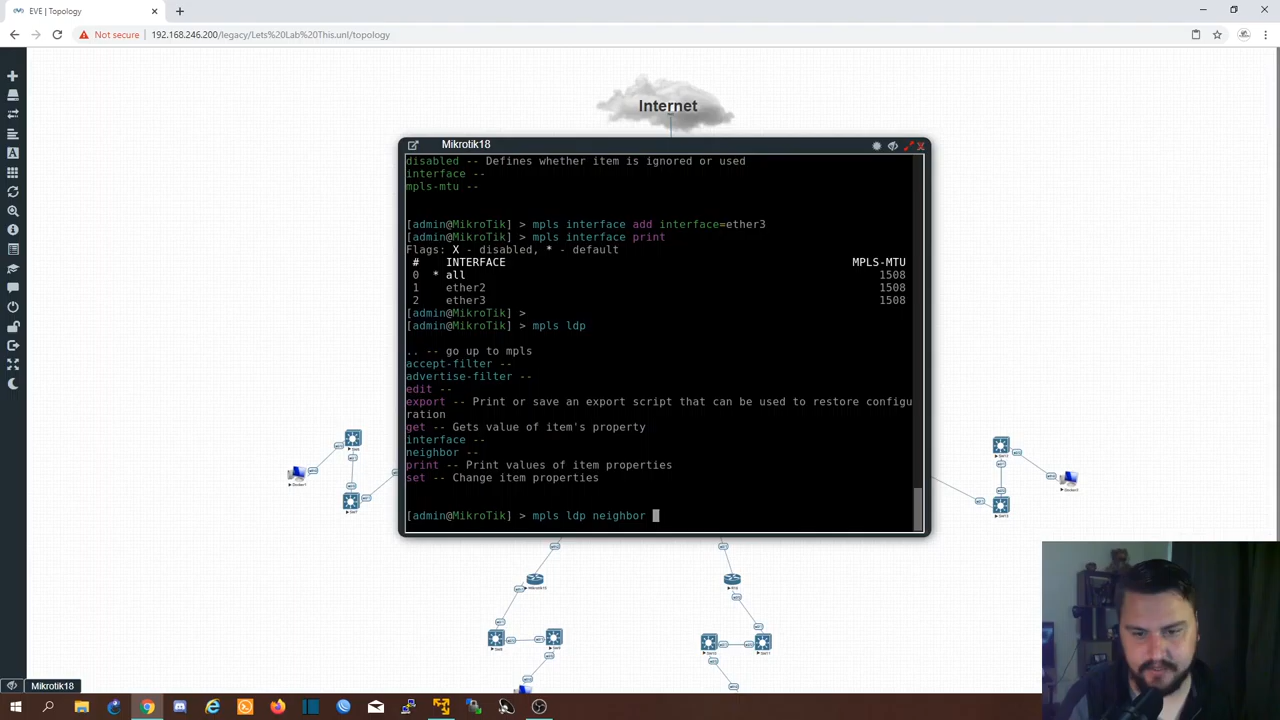 EVE | Topology
Not secure
192.168.246.200/legacy/Lets%20Lab%20This.unl/topology
Internet
Mikrotik18
disabled -- Defines whether item is ignored or used
interface --
mpls-mtu --
[admin@MikroTik] > mpls interface add interface=ether3
[admin@MikroTik] > mpls interface print
Flags: X - disabled, * - default
# INTERFACE MPLS-MTU
0 * all 1508
1 ether2 1508
2 ether3 1508
[admin@MikroTik] >
[admin@MikroTik] > mpls ldp
.. -- go up to mpls
accept-filter --
advertise-filter --
edit --
export -- Print or save an export script that can be used to restore configu
ration
get -- Gets value of item's property
interface --
neighbor --
print -- Print values of item properties
set -- Change item properties
[admin@MikroTik] > mpls ldp neighbor
Mikrotik18